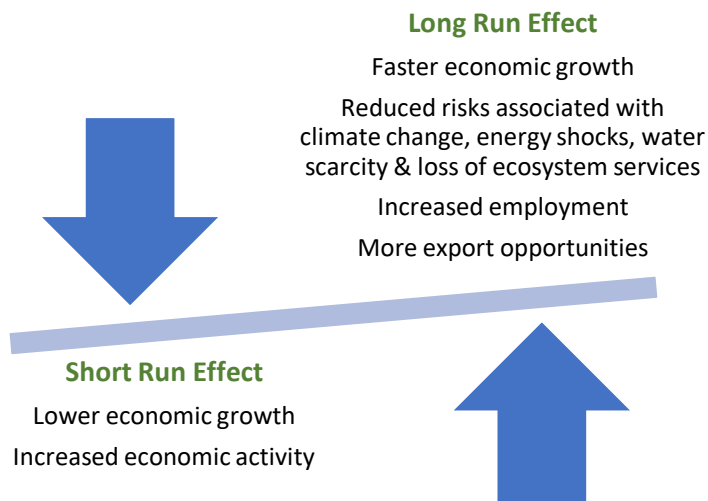 Long Run Effect
Faster economic growth
Reduced risks associated with
climate change, energy shocks, water
scarcity & loss of ecosystem services
Increased employment
More export opportunities
Short Run Effect
Lower economic growth
Increased economic activity